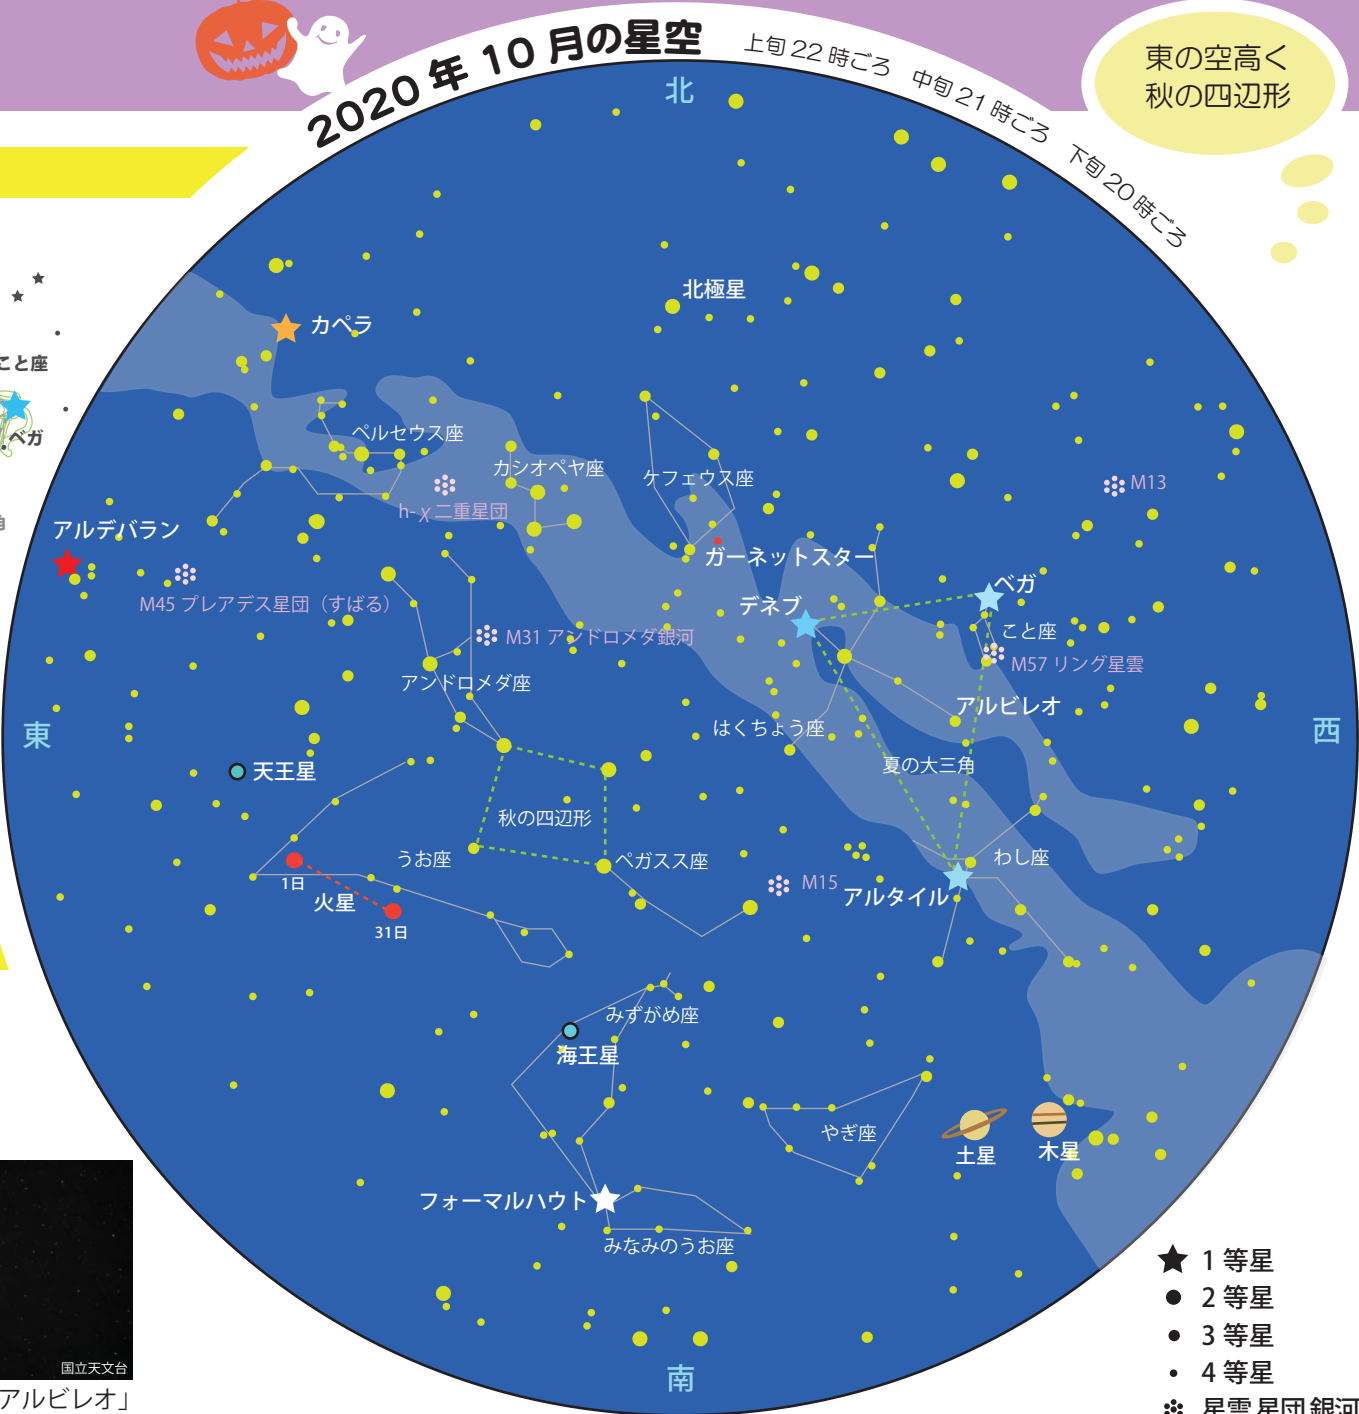 2020年10月の星空
上旬22時ごろ 中旬21時ごろ 下旬20時ごろ
東の空高く
秋の四辺形
北
北極星
カペラ
こと座
ベガ
ペルセウス座
カシオペヤ座
ケフェウス座
M13
h-χ二重星団
アルデバラン
ガーネットスター
M45 プレアデス星団（すばる）
デネブ
ベガ
こと座
M31 アンドロメダ銀河
M57 リング星雲
アンドロメダ座
アルビレオ
はくちょう座
東
西
夏の大三角
天王星
秋の四辺形
うお座
ペガスス座
わし座
1日
火星
31日
M15
アルタイル
みずがめ座
海王星
やぎ座
土星
木星
フォーマルハウト
みなみのうお座
南
国立天文台
アルビレオ」
1 等星
2 等星
3 等星
4 等星
星雲 星団 銀河